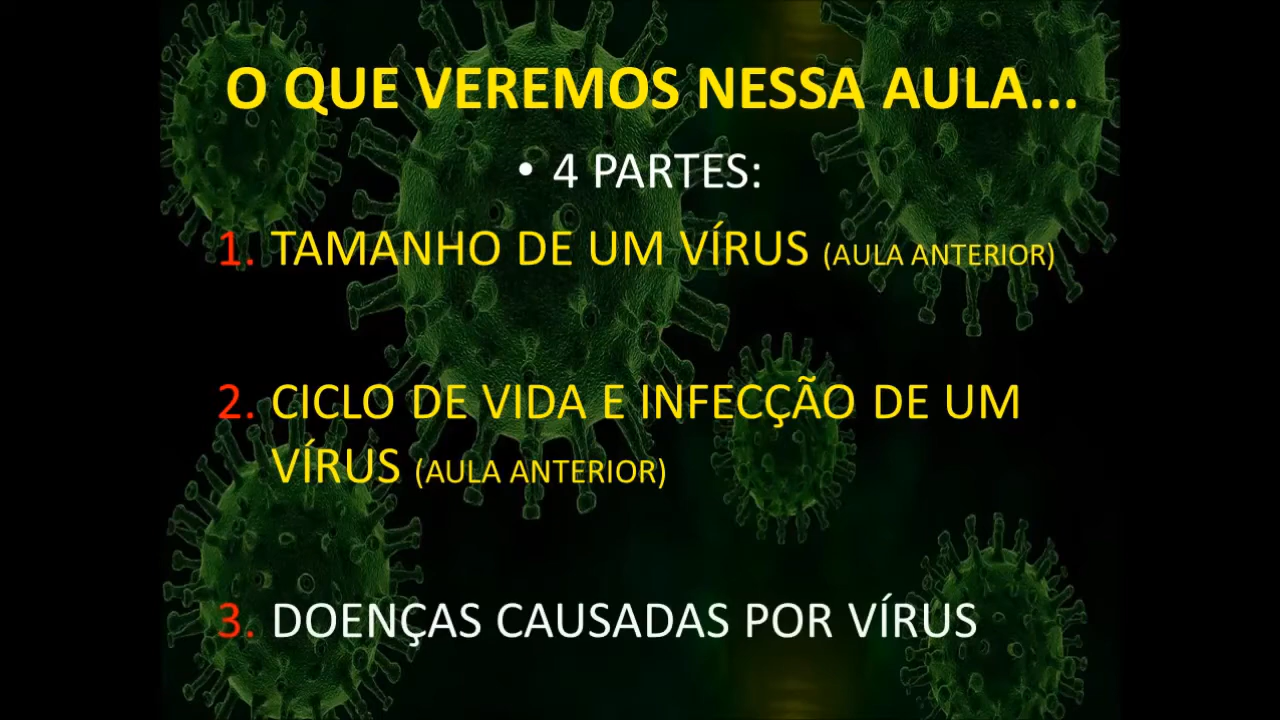 O QUE VEREMOS NESSA AULA...
• 4 PARTES:
1. TAMANHO DE UM VÍRUS (AULA ANTERIOR)
2. CICLO DE VIDA E INFECÇÃO DE UM
VÍRUS (AULA ANTERIOR)
3. DOENÇAS CAUSADAS POR VÍRUS